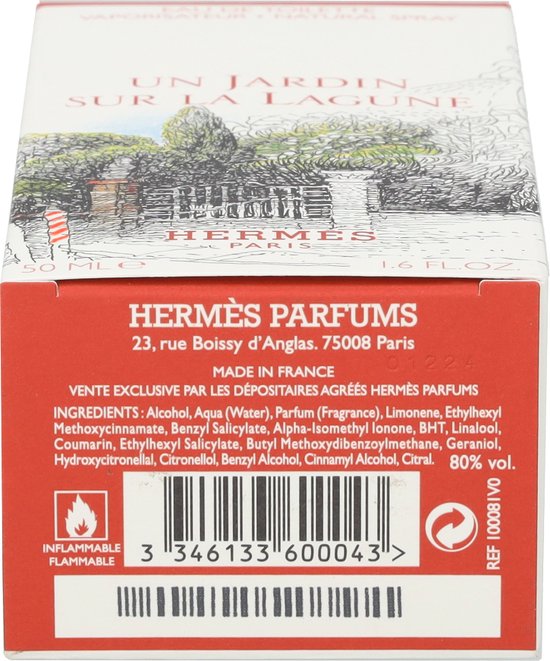 EAU DE TOILETTE
VAPORISATEUR • NATURAL SPRAY
UN JARDIN
SUR LA LAGUNE
HERMÈS
PARIS
50 ML e 1.6 FL.OZ.
HERMÈS PARFUMS
23, rue Boissy d'Anglas. 75008 Paris
01224
MADE IN FRANCE
VENTE EXCLUSIVE PAR LES DÉPOSITAIRES AGRÉÉS HERMÈS PARFUMS
INGREDIENTS : Alcohol, Aqua (Water), Parfum (Fragrance), Limonene, Ethylhexyl
Methoxycinnamate, Benzyl Salicylate, Alpha-Isomethyl Ionone, BHT, Linalool,
Coumarin, Ethylhexyl Salicylate, Butyl Methoxydibenzoylmethane, Geraniol,
Hydroxycitronellal, Citronellol, Benzyl Alcohol, Cinnamyl Alcohol, Citral. 80% vol.
INFLAMMABLE
FLAMMABLE
3 346133 600043 >
REF 100081V0